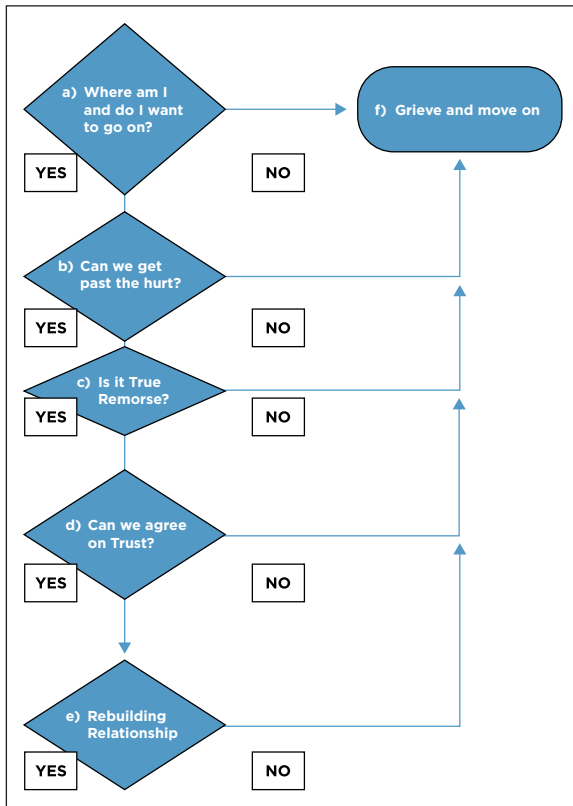 a) Where am I
and do I want
to go on?
f) Grieve and move on
YES
NO
b) Can we get
past the hurt?
YES
NO
c) Is it True
Remorse?
YES
NO
d) Can we agree
on Trust?
YES
NO
e) Rebuilding
Relationship
YES
NO